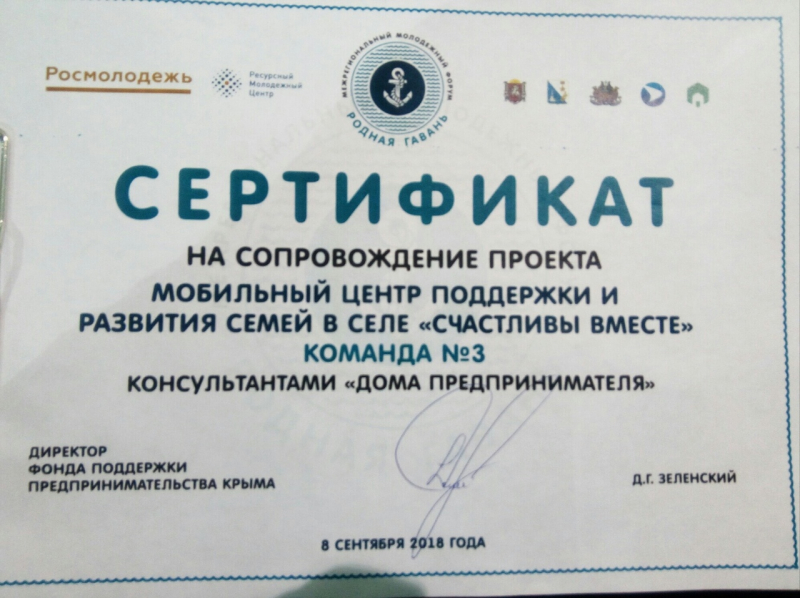 Росмолодежь
Ресурсный
Молодежный
Центр
МЕЖРЕГИОНАЛЬНЫЙ МОЛОДЕЖНЫЙ ФОРУМ
РОДНАЯ ГАВАНЬ
СЕРТИФИКАТ
НА СОПРОВОЖДЕНИЕ ПРОЕКТА
МОБИЛЬНЫЙ ЦЕНТР ПОДДЕРЖКИ И
РАЗВИТИЯ СЕМЕЙ В СЕЛЕ «СЧАСТЛИВЫ ВМЕСТЕ»
КОМАНДА №3
КОНСУЛЬТАНТАМИ «ДОМА ПРЕДПРИНИМАТЕЛЯ»
ДИРЕКТОР
ФОНДА ПОДДЕРЖКИ
ПРЕДПРИНИМАТЕЛЬСТВА КРЫМА
Д.Г. ЗЕЛЕНСКИЙ
8 СЕНТЯБРЯ 2018 ГОДА